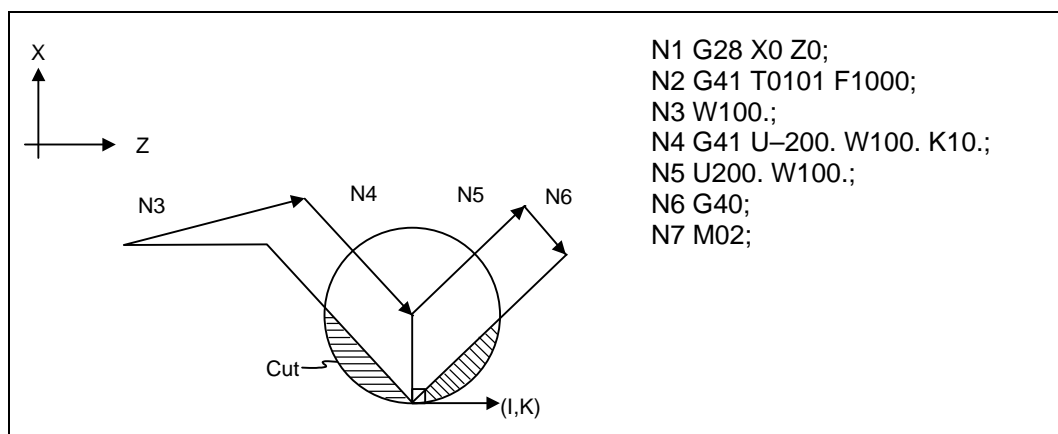 X
Z
N3
N4
N5
N6
Cut
(I,K)
N1 G28 X0 Z0;
N2 G41 T0101 F1000;
N3 W100.;
N4 G41 U–200. W100. K10.;
N5 U200. W100.;
N6 G40;
N7 M02;